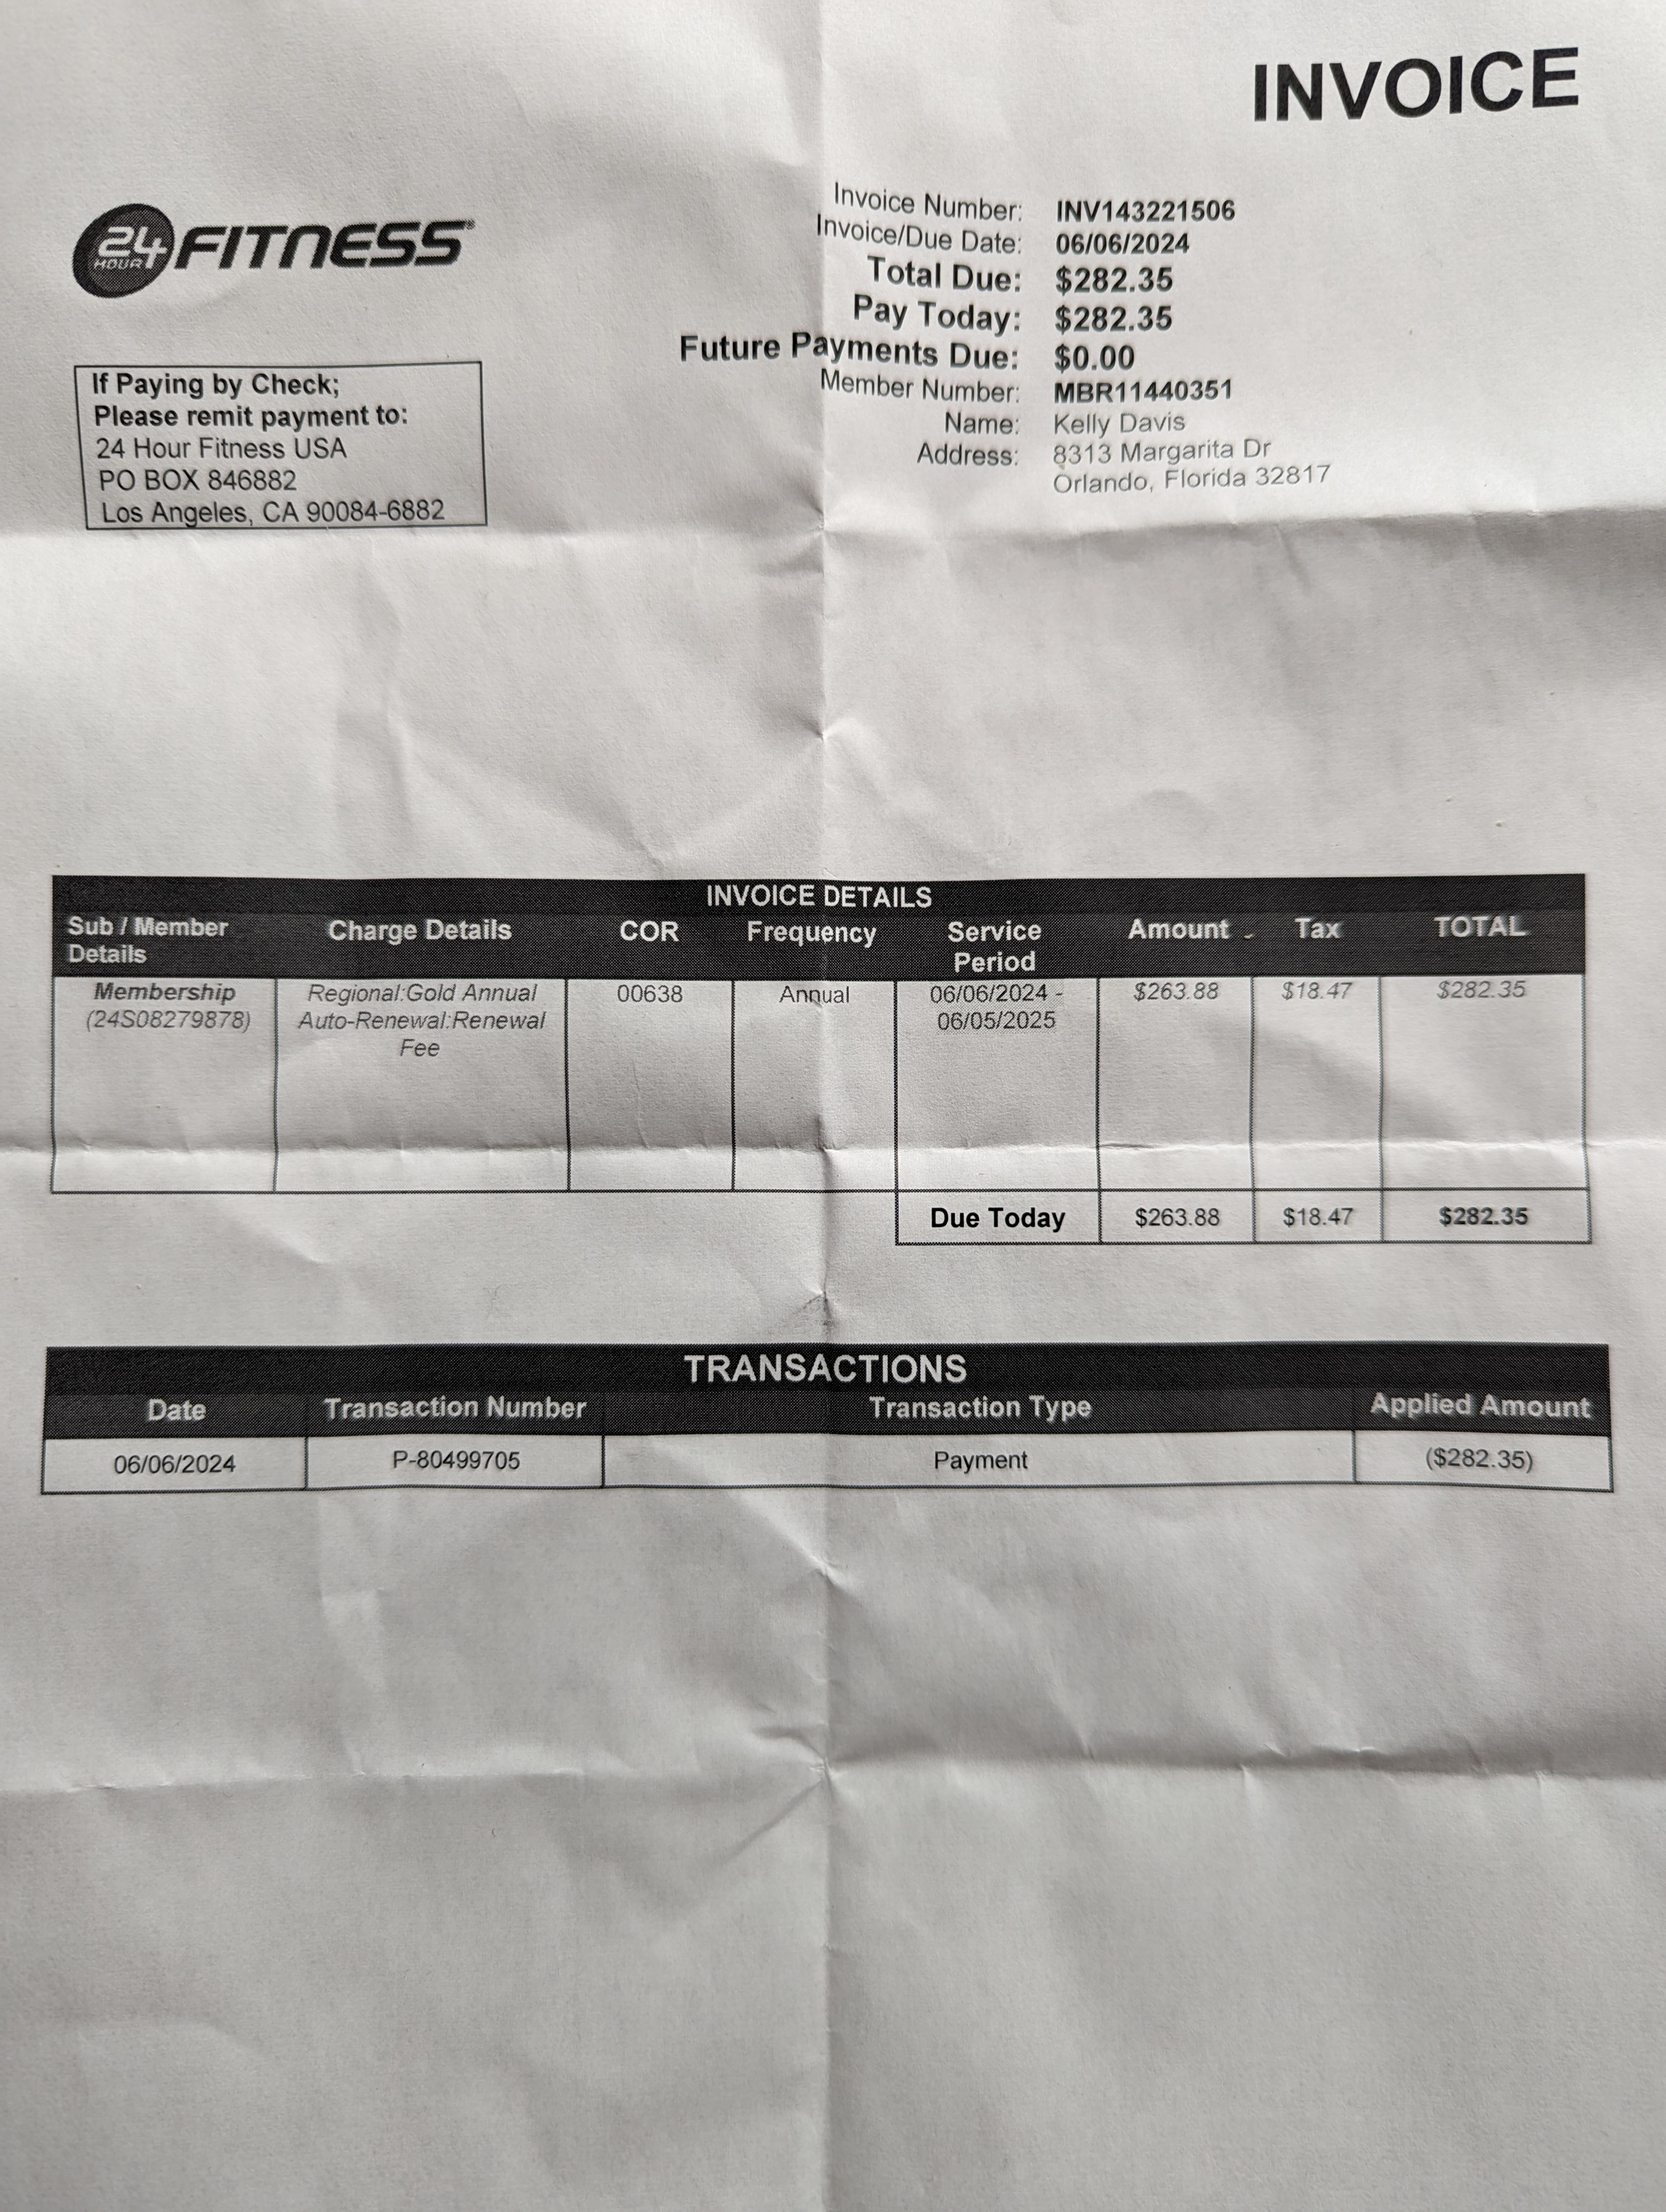 INVOICE
24 HOUR FITNESS®
Invoice Number: INV143221506
Invoice/Due Date: 06/06/2024
Total Due: $282.35
Pay Today: $282.35
Future Payments Due: $0.00
Member Number: MBR11440351
Name: Kelly Davis
Address: 8313 Margarita Dr
Orlando, Florida 32817
If Paying by Check;
Please remit payment to:
24 Hour Fitness USA
PO BOX 846882
Los Angeles, CA 90084-6882
INVOICE DETAILS
Sub / Member Details Charge Details COR Frequency Service Period Amount Tax TOTAL
Membership Regional:Gold Annual 00638 Annual 06/06/2024 - $263.88 $18.47 $282.35
(24S08279878) Auto-Renewal:Renewal 06/05/2025
Fee
Due Today $263.88 $18.47 $282.35
TRANSACTIONS
Date Transaction Number Transaction Type Applied Amount
06/06/2024 P-80499705 Payment ($282.35)